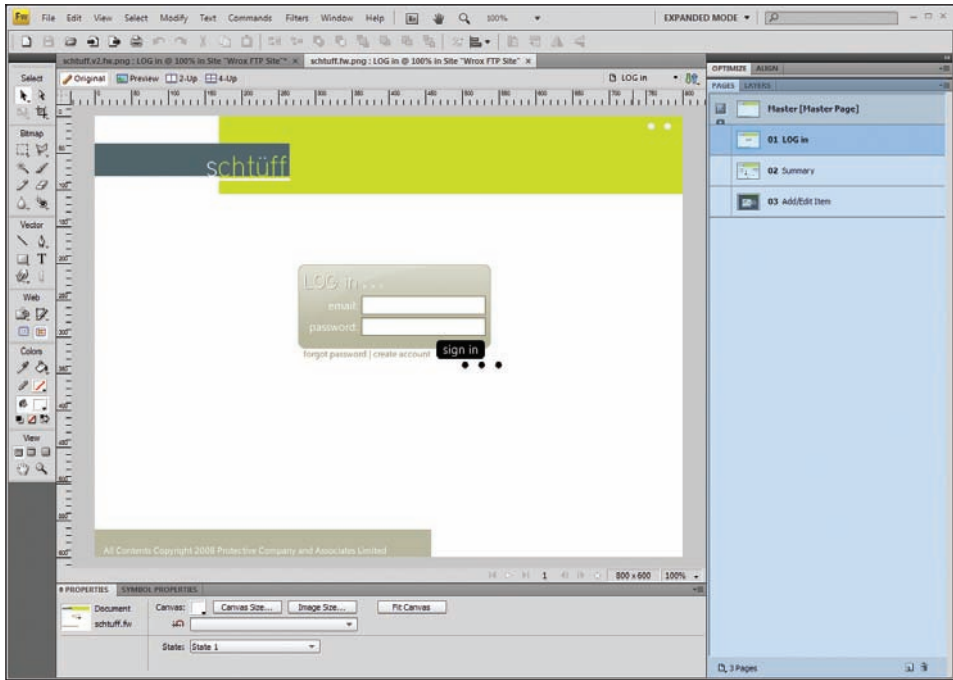 Fw File Edit View Select Modify Text Commands Filters Window Help 100% EXPANDED MODE
schtuff.v2.fw.png : LOG in @ 100% in Site "Wrox FTP Site"* × schtuff.fw.png : LOG in @ 100% in Site "Wrox FTP Site" ×
Original Preview 2-Up 4-Up LOG in
Select
Bitmap
Vector
Web
Colors
View
schtüff
LOG in . . .
email
password
forgot password | create account
sign in
All Contents Copyright 2008 Protective Company and Associates Limited
1 800 x 600 100%
PROPERTIES SYMBOL PROPERTIES
Document Canvas: Canvas Size... Image Size... Fit Canvas
schtuff.fw
State: State 1
OPTIMIZE ALIGN
PAGES LAYERS
Master [Master Page]
01 LOG in
02 Summary
03 Add/Edit Item
3 Pages